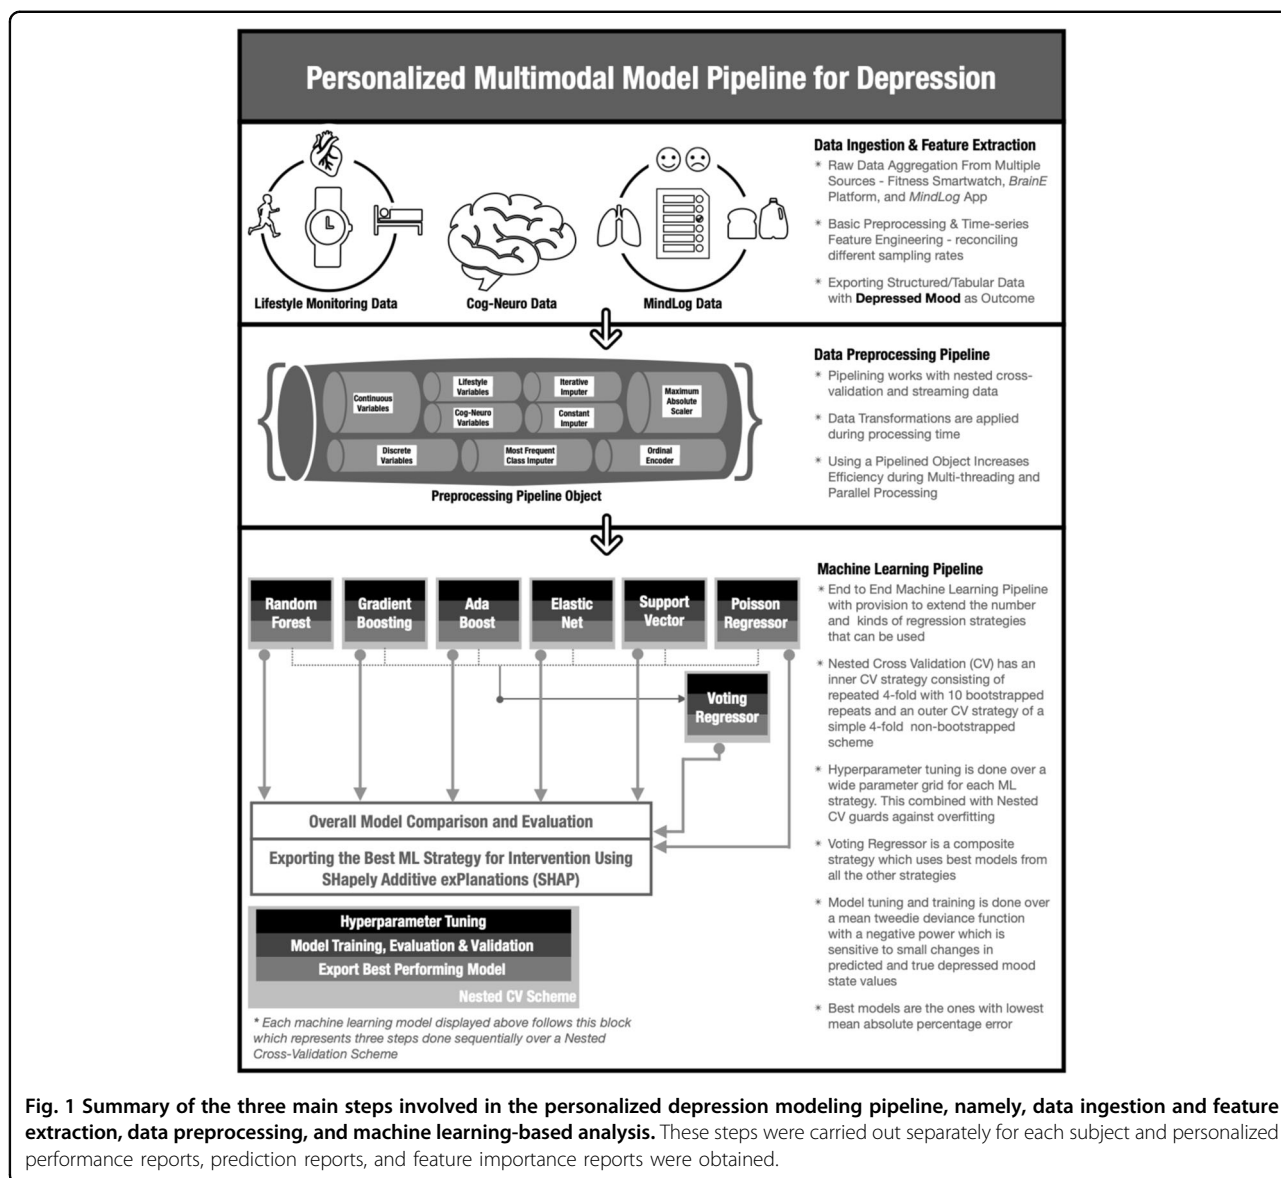 Personalized Multimodal Model Pipeline for Depression
Lifestyle Monitoring Data
Cog-Neuro Data
MindLog Data
Data Ingestion & Feature Extraction
* Raw Data Aggregation From Multiple
Sources - Fitness Smartwatch, BrainE
Platform, and MindLog App
* Basic Preprocessing & Time-series
Feature Engineering - reconciling
different sampling rates
* Exporting Structured/Tabular Data
with Depressed Mood as Outcome
Continuous
Variables
Lifestyle
Variables
Iterative
Imputer
Maximum
Absolute
Scaler
Cog-Neuro
Variables
Constant
Imputer
Discrete
Variables
Most Frequent
Class Imputer
Ordinal
Encoder
Preprocessing Pipeline Object
Data Preprocessing Pipeline
* Pipelining works with nested cross-
validation and streaming data
* Data Transformations are applied
during processing time
* Using a Pipelined Object Increases
Efficiency during Multi-threading and
Parallel Processing
Random
Forest
Gradient
Boosting
Ada
Boost
Elastic
Net
Support
Vector
Poisson
Regressor
Voting
Regressor
Overall Model Comparison and Evaluation
Exporting the Best ML Strategy for Intervention Using
SHapely Additive exPlanations (SHAP)
Hyperparameter Tuning
Model Training, Evaluation & Validation
Export Best Performing Model
Nested CV Scheme
* Each machine learning model displayed above follows this block
which represents three steps done sequentially over a Nested
Cross-Validation Scheme
Machine Learning Pipeline
* End to End Machine Learning Pipeline
with provision to extend the number
and kinds of regression strategies
that can be used
* Nested Cross Validation (CV) has an
inner CV strategy consisting of
repeated 4-fold with 10 bootstrapped
repeats and an outer CV strategy of a
simple 4-fold non-bootstrapped
scheme
* Hyperparameter tuning is done over a
wide parameter grid for each ML
strategy. This combined with Nested
CV guards against overfitting
* Voting Regressor is a composite
strategy which uses best models from
all the other strategies
* Model tuning and training is done over
a mean tweedie deviance function
with a negative power which is
sensitive to small changes in
predicted and true depressed mood
state values
* Best models are the ones with lowest
mean absolute percentage error
Fig. 1 Summary of the three main steps involved in the personalized depression modeling pipeline, namely, data ingestion and feature
extraction, data preprocessing, and machine learning-based analysis. These steps were carried out separately for each subject and personalized
performance reports, prediction reports, and feature importance reports were obtained.